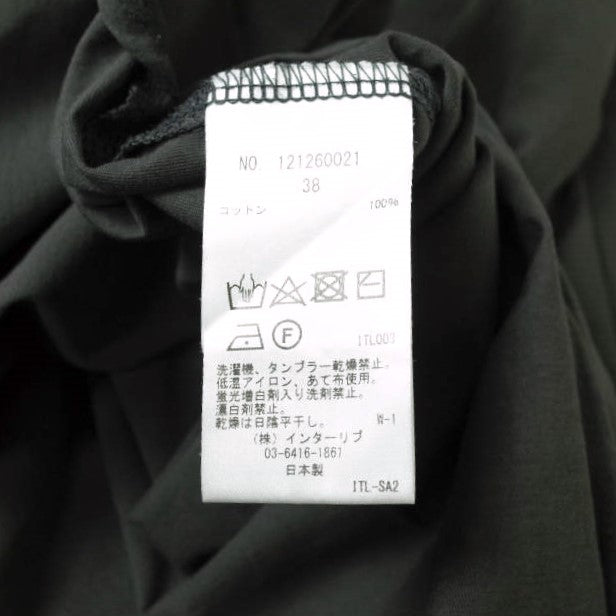 NO 121260021
38
コットン 100%
F
ITL003
洗濯機、タンブラー乾燥禁止。
低温アイロン、あて布使用。
蛍光増白剤入り洗剤禁止。
漂白剤禁止。
乾燥は日陰平干し。 W-1
(株) インターリブ
03-6416-1867
日本製
ITL-SA2